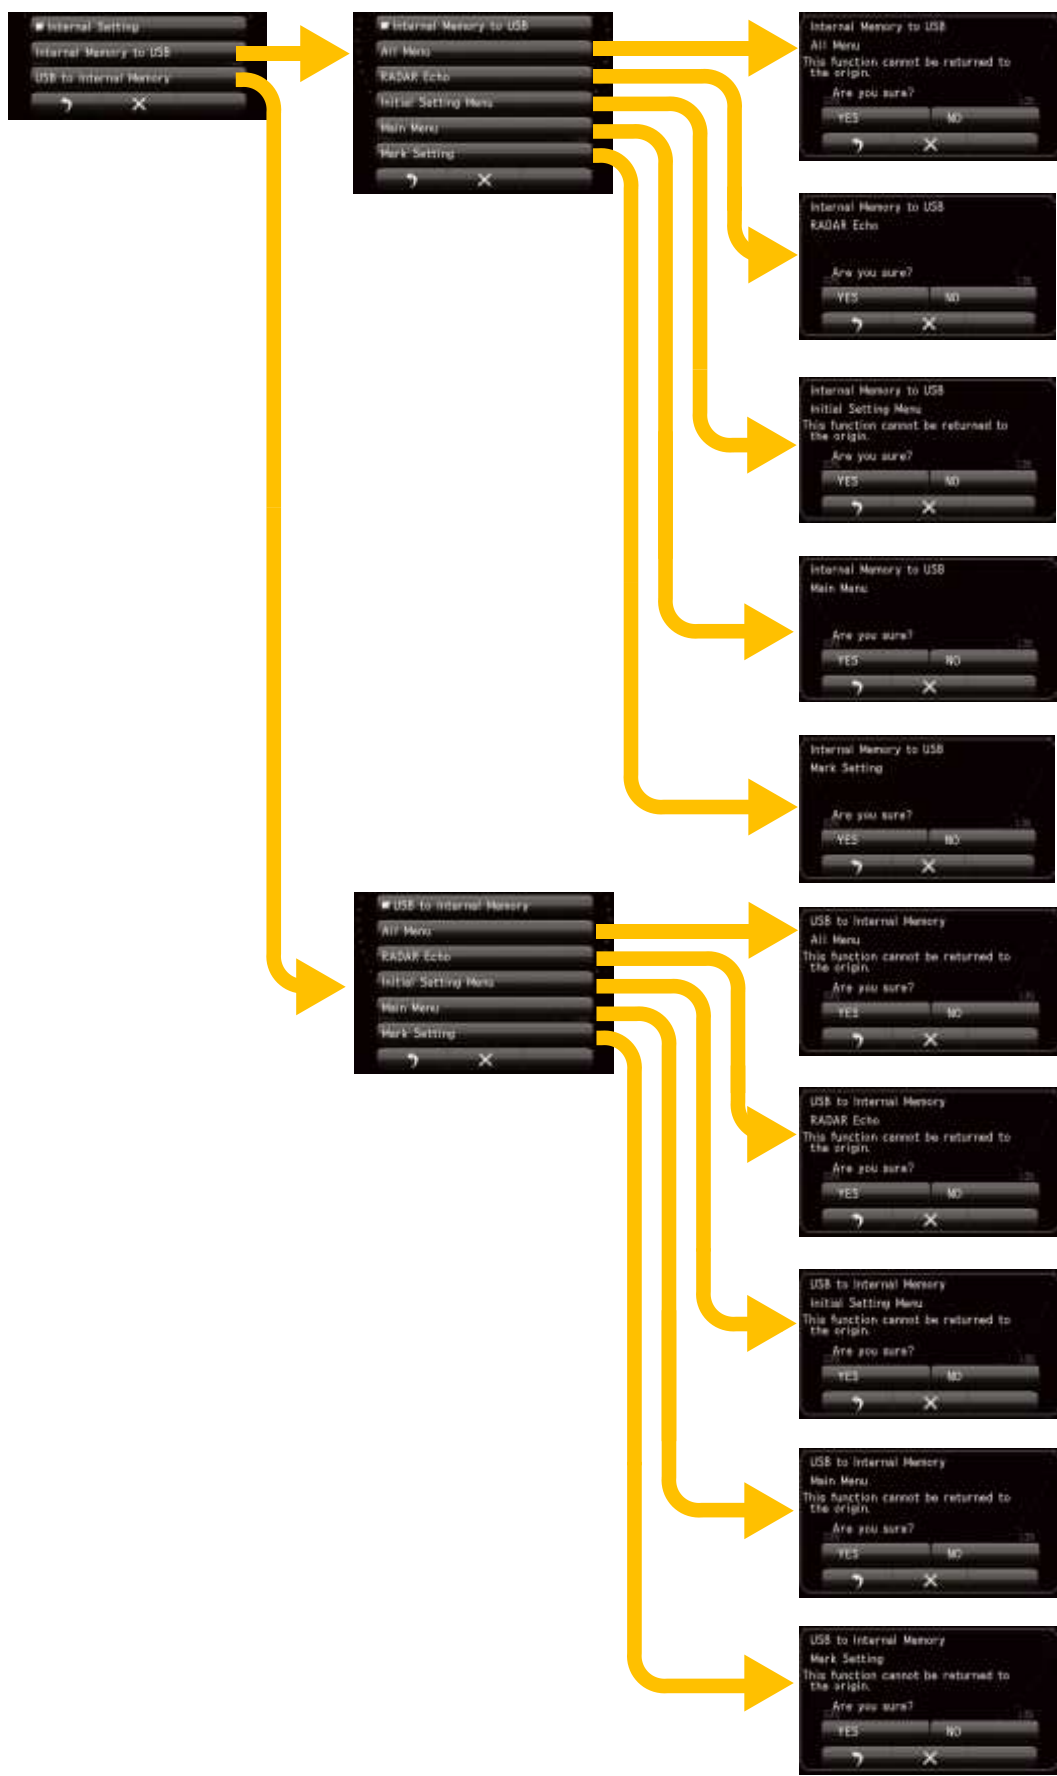 ■Internal Setting
Internal Memory to USB
USB to Internal Memory
■Internal Memory to USB
All Menu
RADAR Echo
Initial Setting Menu
Main Menu
Mark Setting
Internal Memory to USB
All Menu
This function cannot be returned to
the origin.
Are you sure?
YES NO
Internal Memory to USB
RADAR Echo
Are you sure?
YES NO
Internal Memory to USB
Initial Setting Menu
This function cannot be returned to
the origin.
Are you sure?
YES NO
Internal Memory to USB
Main Menu
Are you sure?
YES NO
Internal Memory to USB
Mark Setting
Are you sure?
YES NO
■USB to Internal Memory
All Menu
RADAR Echo
Initial Setting Menu
Main Menu
Mark Setting
USB to Internal Memory
All Menu
This function cannot be returned to
the origin.
Are you sure?
YES NO
USB to Internal Memory
RADAR Echo
This function cannot be returned to
the origin.
Are you sure?
YES NO
USB to Internal Memory
Initial Setting Menu
This function cannot be returned to
the origin.
Are you sure?
YES NO
USB to Internal Memory
Main Menu
This function cannot be returned to
the origin.
Are you sure?
YES NO
USB to Internal Memory
Mark Setting
This function cannot be returned to
the origin.
Are you sure?
YES NO